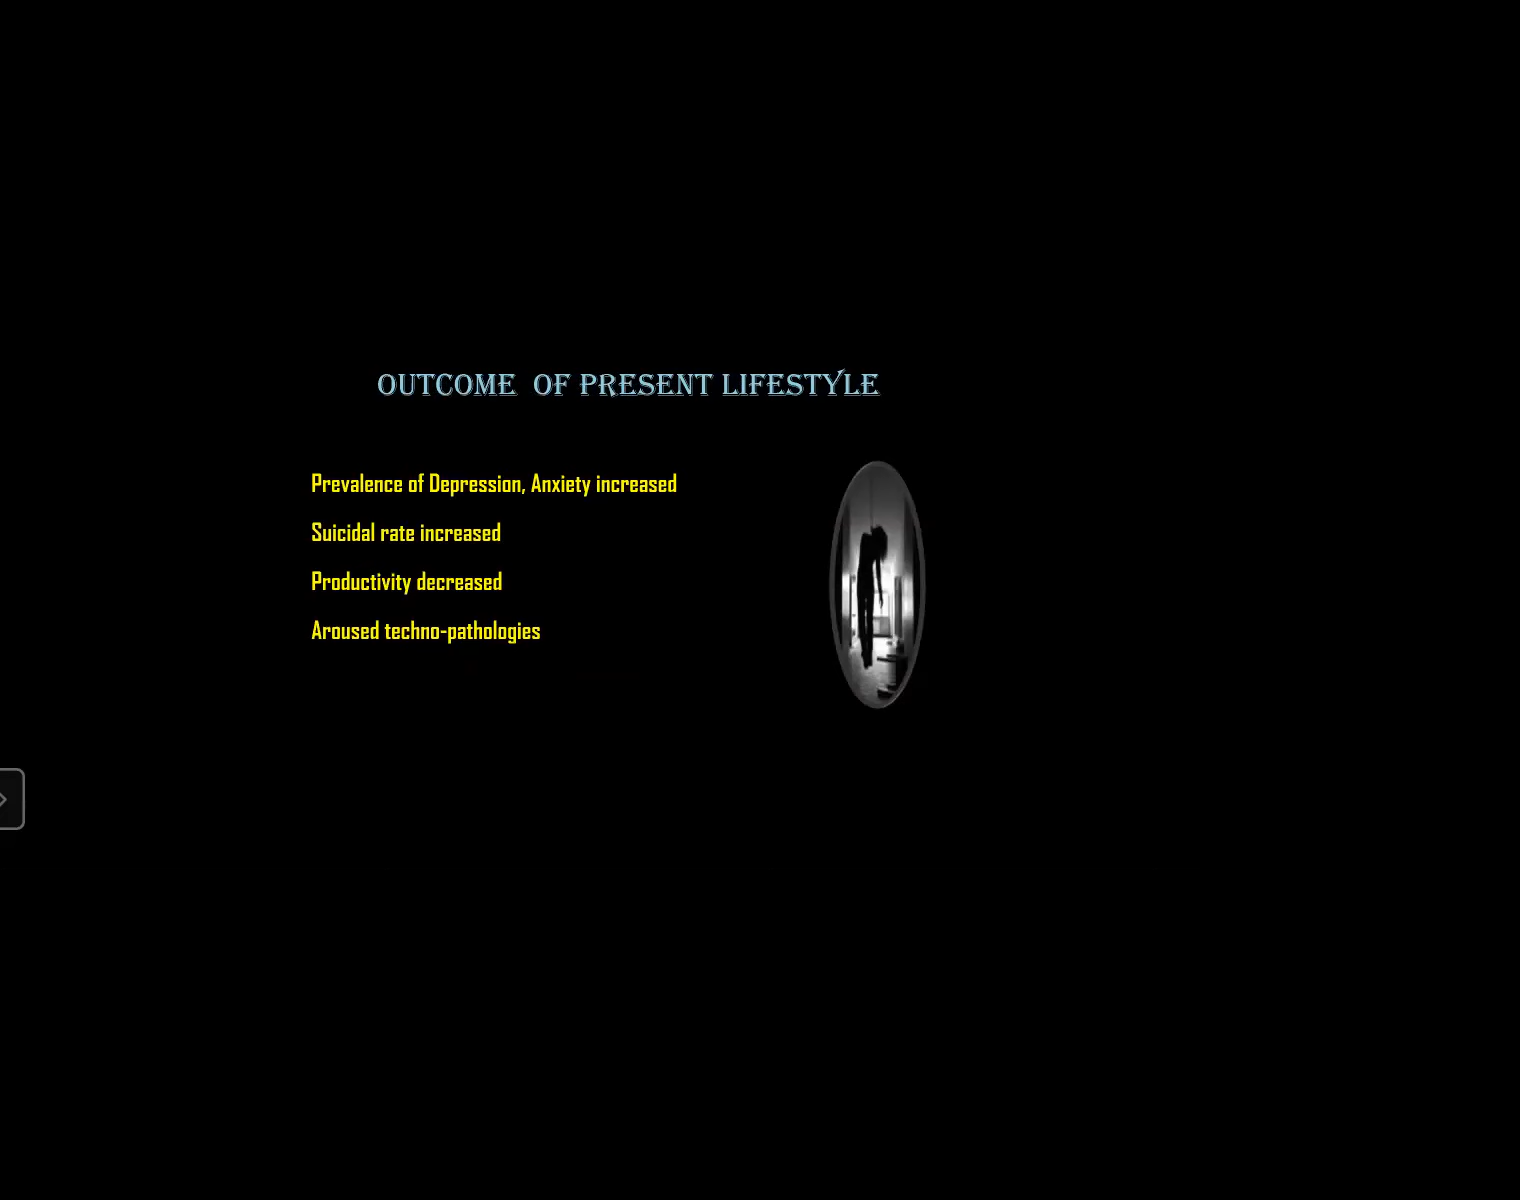 OUTCOME OF PRESENT LIFESTYLE
Prevalence of Depression, Anxiety increased
Suicidal rate increased
Productivity decreased
Aroused techno-pathologies